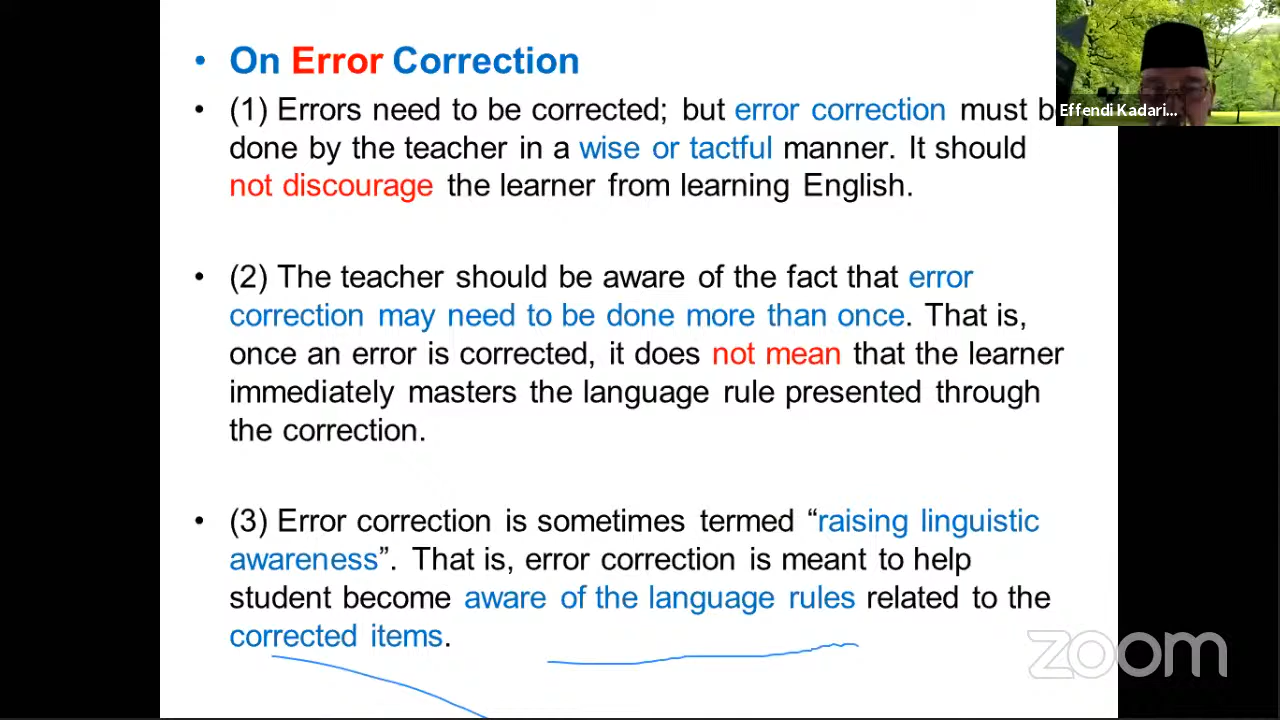 • On Error Correction
• (1) Errors need to be corrected; but error correction must b
done by the teacher in a wise or tactful manner. It should
not discourage the learner from learning English.
• (2) The teacher should be aware of the fact that error
correction may need to be done more than once. That is,
once an error is corrected, it does not mean that the learner
immediately masters the language rule presented through
the correction.
• (3) Error correction is sometimes termed “raising linguistic
awareness”. That is, error correction is meant to help
student become aware of the language rules related to the
corrected items.
Effendi Kadari...
zoom